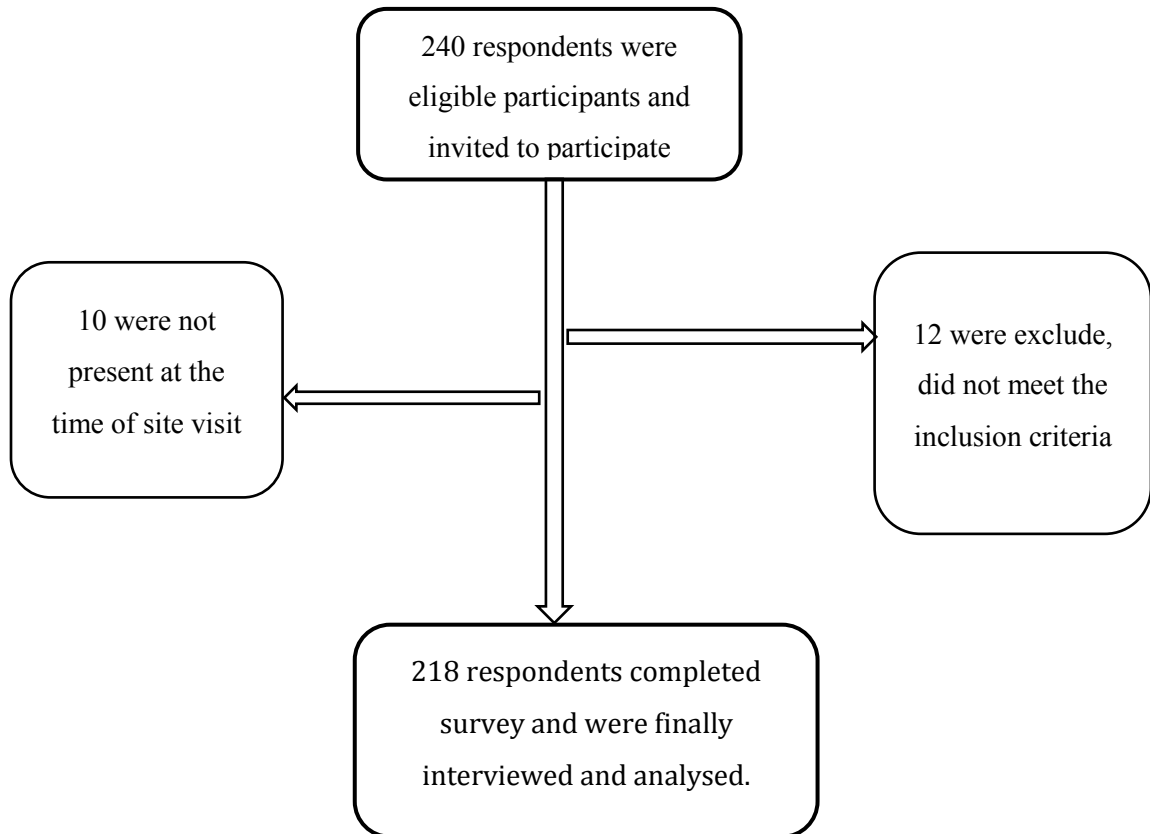 240 respondents were
eligible participants and
invited to participate
10 were not
present at the
time of site visit
12 were exclude,
did not meet the
inclusion criteria
218 respondents completed
survey and were finally
interviewed and analysed.